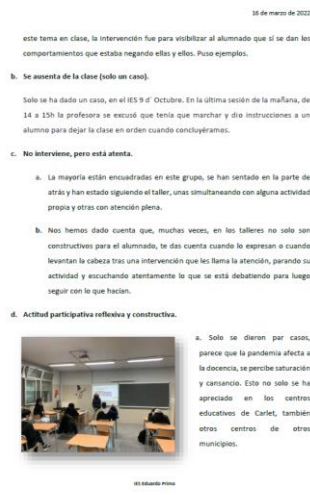 16 de marzo de 2022
este tema en clase, la intervención fue para visibilizar al alumnado que sí se dan los
comportamientos que estaba negando ellas y ellos. Puso ejemplos.
b. Se ausenta de la clase (solo un caso).
Solo se ha dado un caso, en el IES 9 d´ Octubre. En la última sesión de la mañana, de
14 a 15h la profesora se excusó que tenía que marchar y dio instrucciones a un
alumno para dejar la clase en orden cuando concluyéramos.
c. No interviene, pero está atenta.
a. La mayoría están encuadradas en este grupo, se han sentado en la parte de
atrás y han estado siguiendo el taller, unas simultaneando con alguna actividad
propia y otras con atención plena.
b. Nos hemos dado cuenta que, muchas veces, en los talleres no solo son
constructivos para el alumnado, te das cuenta cuando lo expresan o cuando
levantan la cabeza tras una intervención que les llama la atención, parando su
actividad y escuchando atentamente lo que se está debatiendo para luego
seguir con lo que hacían.
d. Actitud participativa reflexiva y constructiva.
a. Solo se dieron par casos,
parece que la pandemia afecta a
la docencia, se percibe saturación
y cansancio. Esto no solo se ha
apreciado en los centros
educativos de Carlet, también
otros centros de otros
municipios.
IES Eduardo Primo